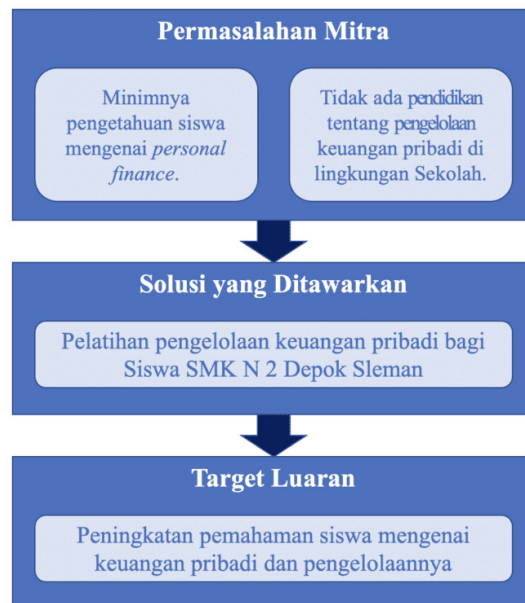 Permasalahan Mitra
Minimnya
pengetahuan siswa
mengenai personal
finance.
Tidak ada pendidikan
tentang pengelolaan
keuangan pribadi di
lingkungan Sekolah.
Solusi yang Ditawarkan
Pelatihan pengelolaan keuangan pribadi bagi
Siswa SMK N 2 Depok Sleman
Target Luaran
Peningkatan pemahaman siswa mengenai
keuangan pribadi dan pengelolaannya